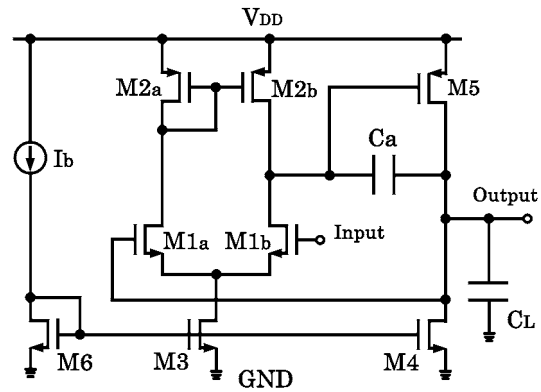 VDD
M2a
M2b
M5
Ca
Ib
Output
M1a
M1b
Input
CL
M6
M3
M4
GND